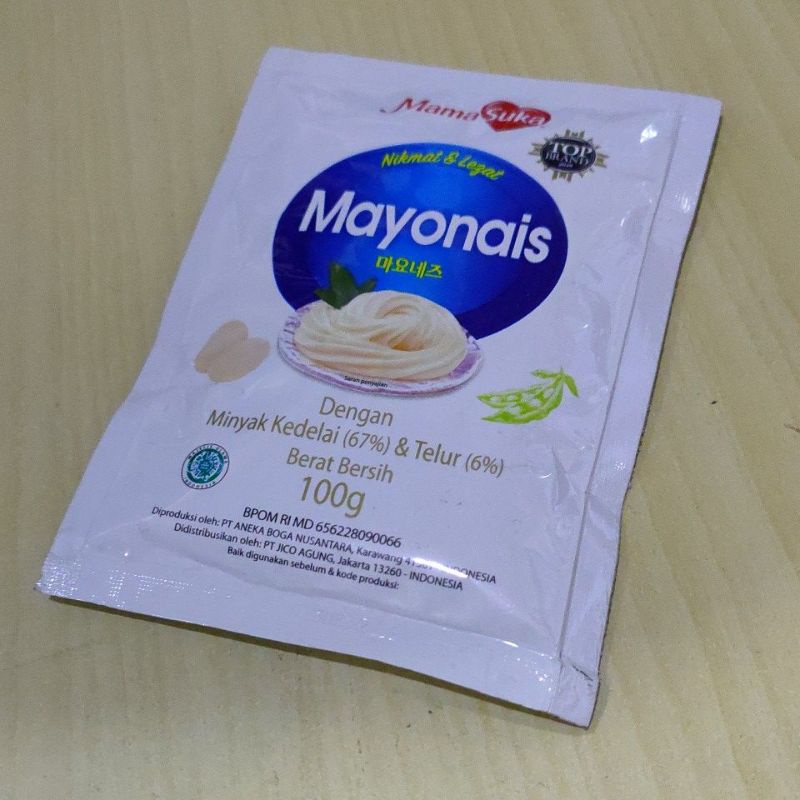 MamaSuka
TOP
BRAND
Nikmat & Lezat
Mayonais
마요네즈
Saran penyajian
Dengan
Minyak Kedelai (67%) & Telur (6%)
Berat Bersih
100g
BPOM RI MD 656228090066
Diproduksi oleh: PT ANEKA BOGA NUSANTARA, Karawang INDONESIA
Didistribusikan oleh: PT JICO AGUNG, Jakarta 13260 - INDONESIA
Baik digunakan sebelum & kode produksi: